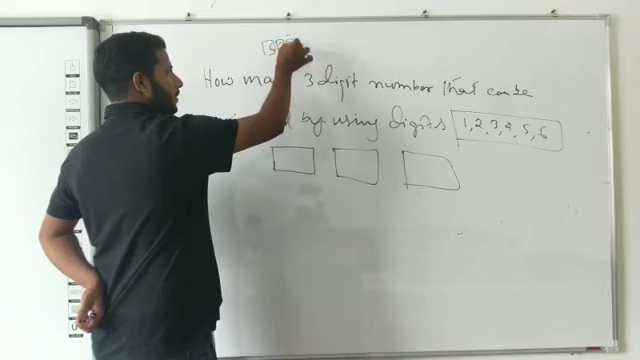 How ma 3 digit number that can be
by using digits 1,2,3,4,5,6